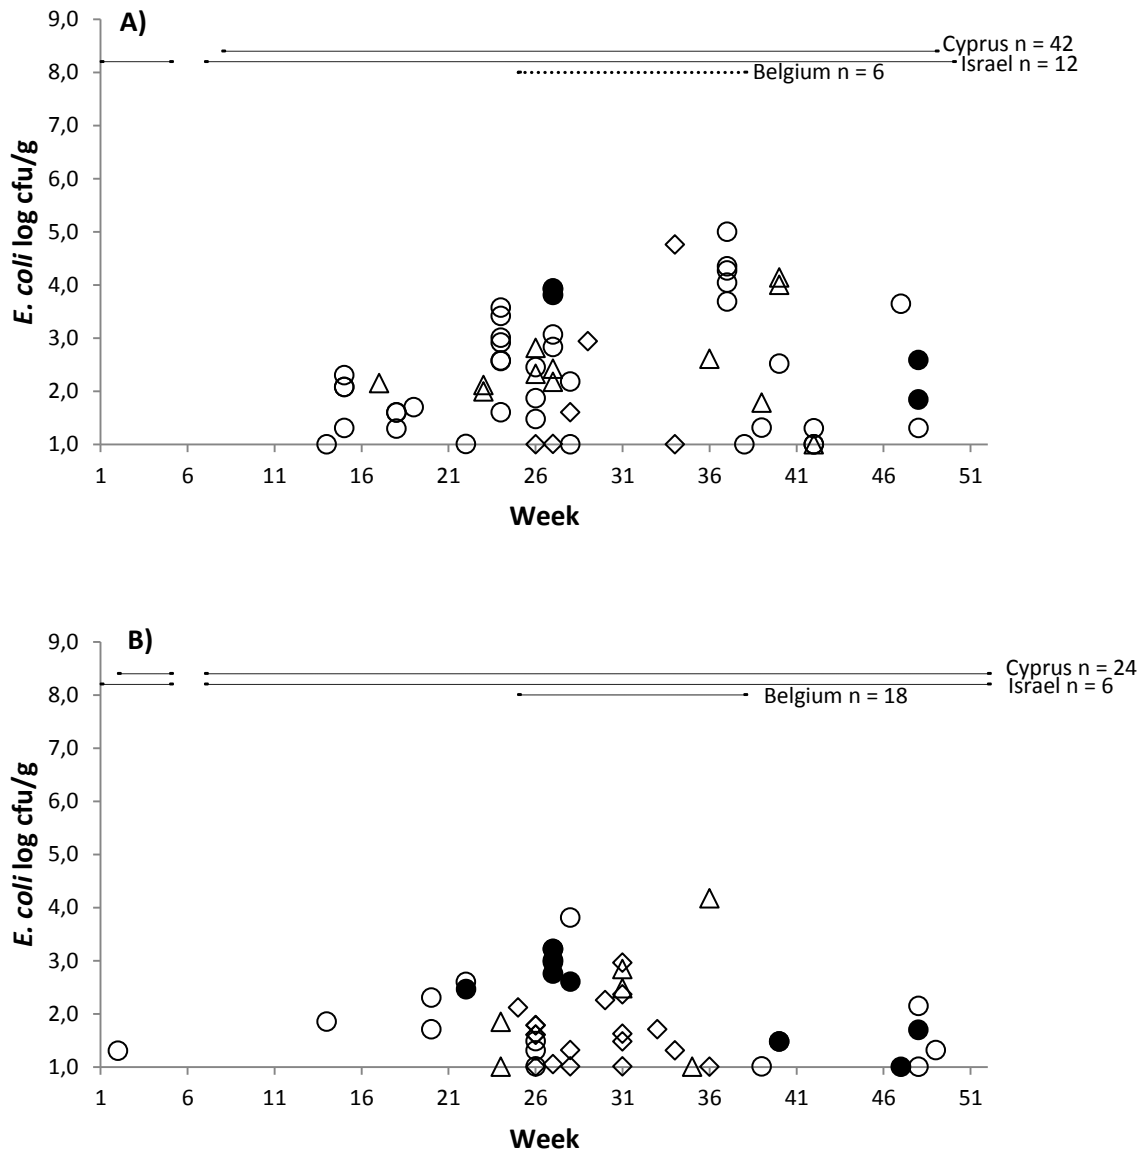 A)
9,0
Cyprus n = 42
Israel n = 12
8,0
Belgium n = 6
7,0
6,0
5,0
4,0
3,0
2,0
1,0
E. coli log cfu/g
1 6 11 16 21 26 31 36 41 46 51
Week
B)
9,0
Cyprus n = 24
Israel n = 6
8,0
Belgium n = 18
7,0
6,0
5,0
4,0
3,0
2,0
1,0
E. coli log cfu/g
1 6 11 16 21 26 31 36 41 46 51
Week